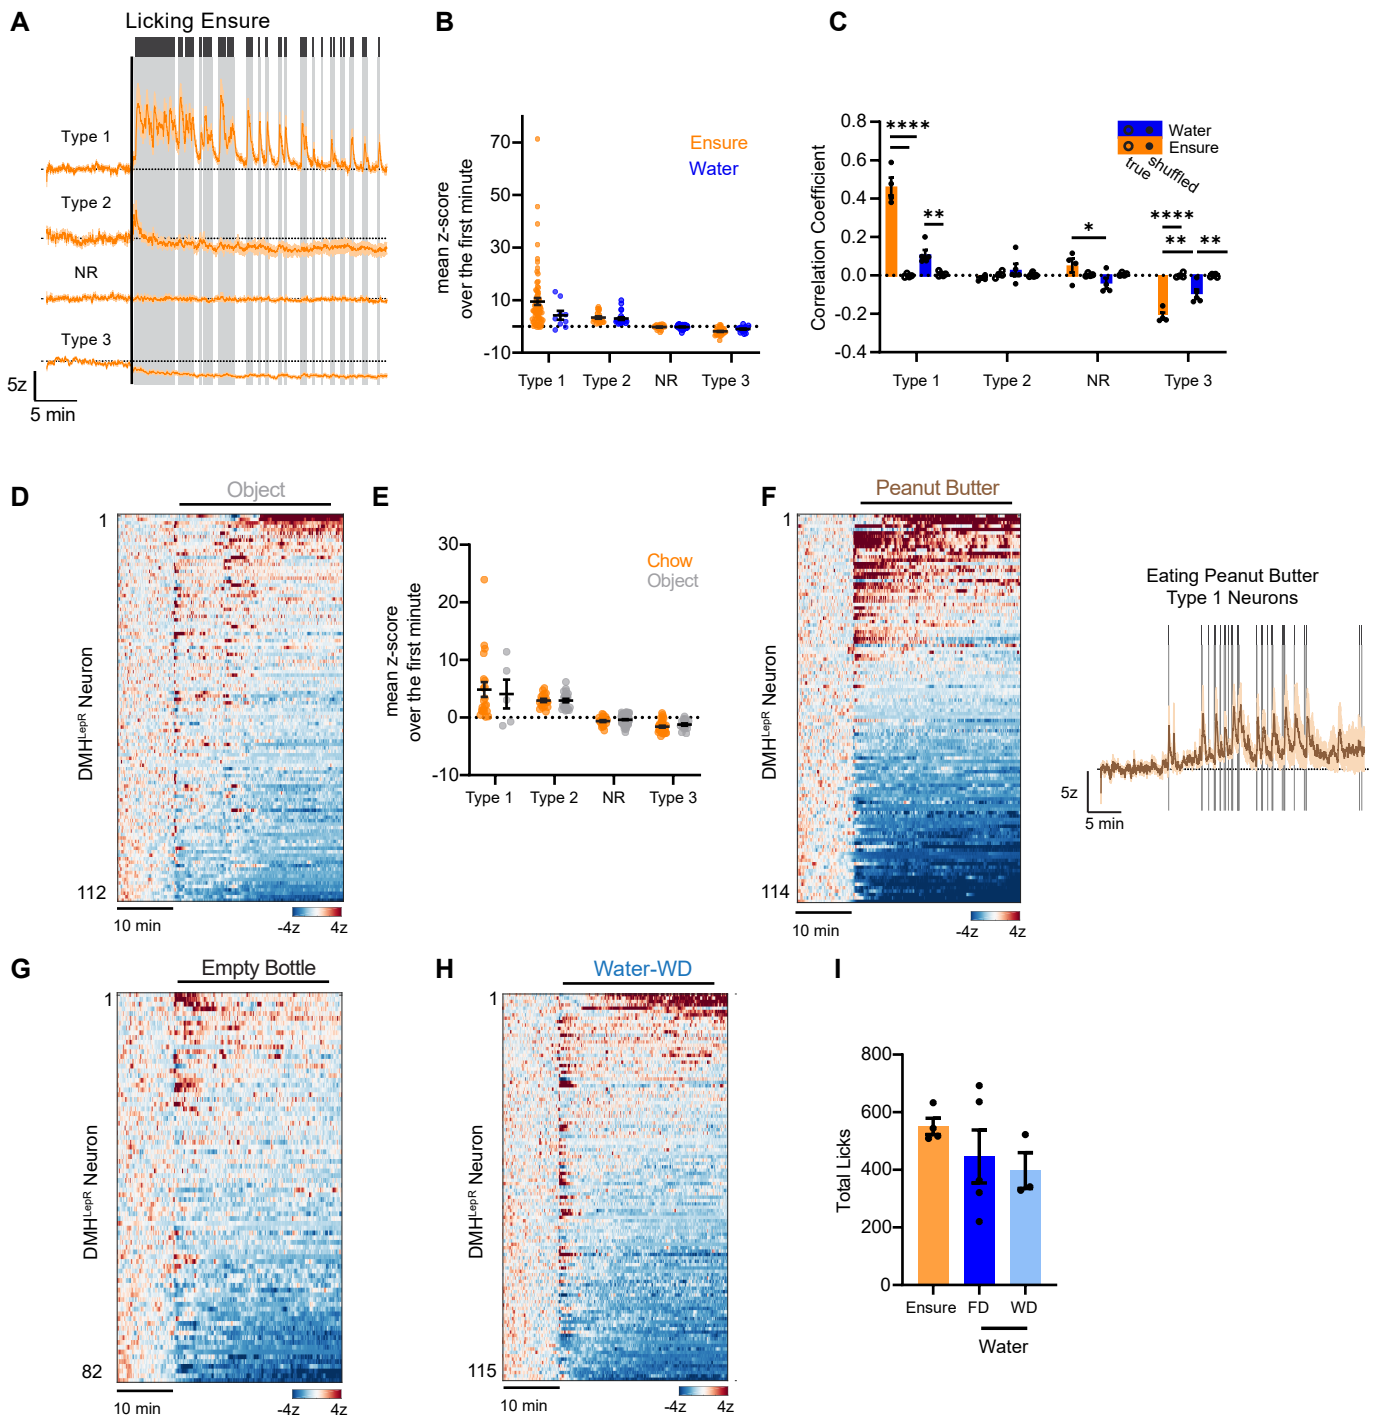 A
Licking Ensure
Type 1
Type 2
NR
Type 3
5z
5 min
B
mean z-score
over the first minute
70
50
30
10
-10
Ensure
Water
Type 1 Type 2 NR Type 3
C
Correlation Coefficient
0.8
0.6
0.4
0.2
0.0
-0.2
-0.4
Water
Ensure
true
shuffled
****
**
*
****
** **
Type 1 Type 2 NR Type 3
D
Object
1
DMHLepR Neuron
112
10 min
-4z 4z
E
mean z-score
over the first minute
30
20
10
0
-10
Chow
Object
Type 1 Type 2 NR Type 3
F
Peanut Butter
1
DMHLepR Neuron
114
10 min
-4z 4z
Eating Peanut Butter
Type 1 Neurons
5z
5 min
G
Empty Bottle
1
DMHLepR Neuron
82
10 min
-4z 4z
H
Water-WD
1
DMHLepR Neuron
115
10 min
-4z 4z
I
Total Licks
800
600
400
200
0
Ensure FD WD
Water